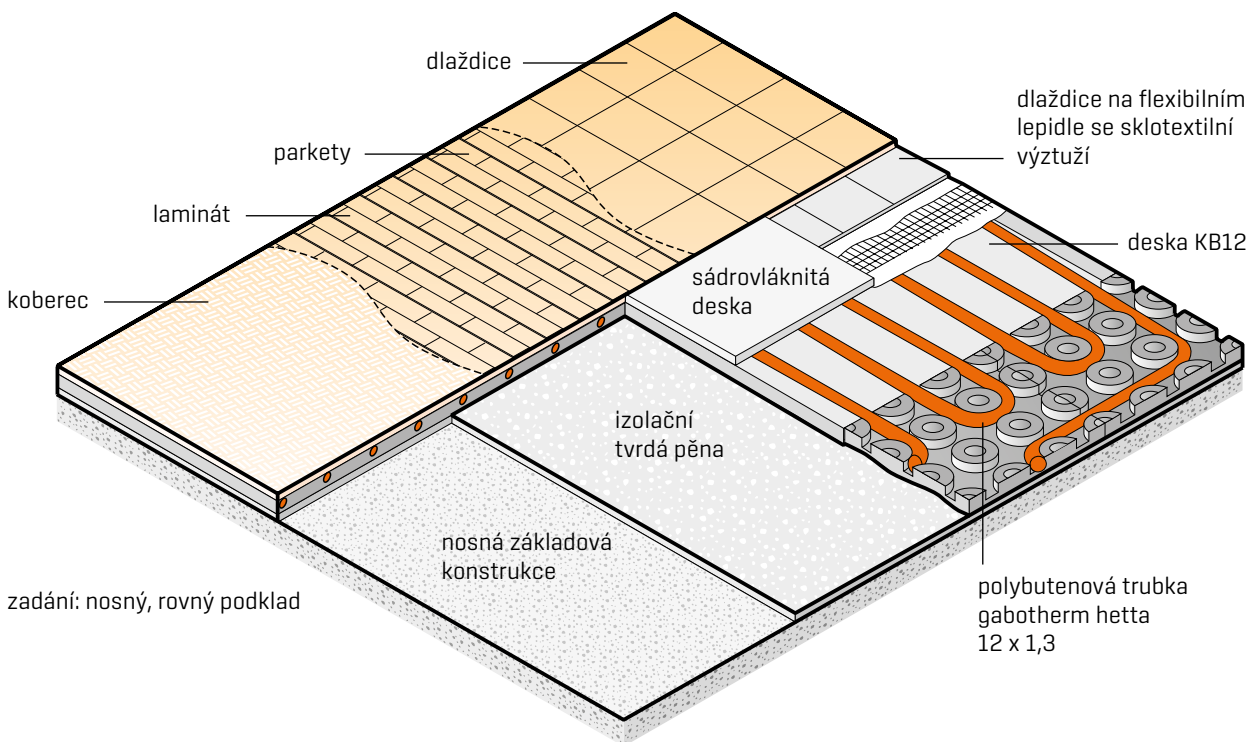 dlaždice
parkety
laminát
koberec
dlaždice na flexibilním
lepidle se sklotextilní
výztuží
deska KB12
sádrovláknitá
deska
izolační
tvrdá pěna
nosná základová
konstrukce
polybutenová trubka
gabotherm hetta
12 x 1,3
zadání: nosný, rovný podklad